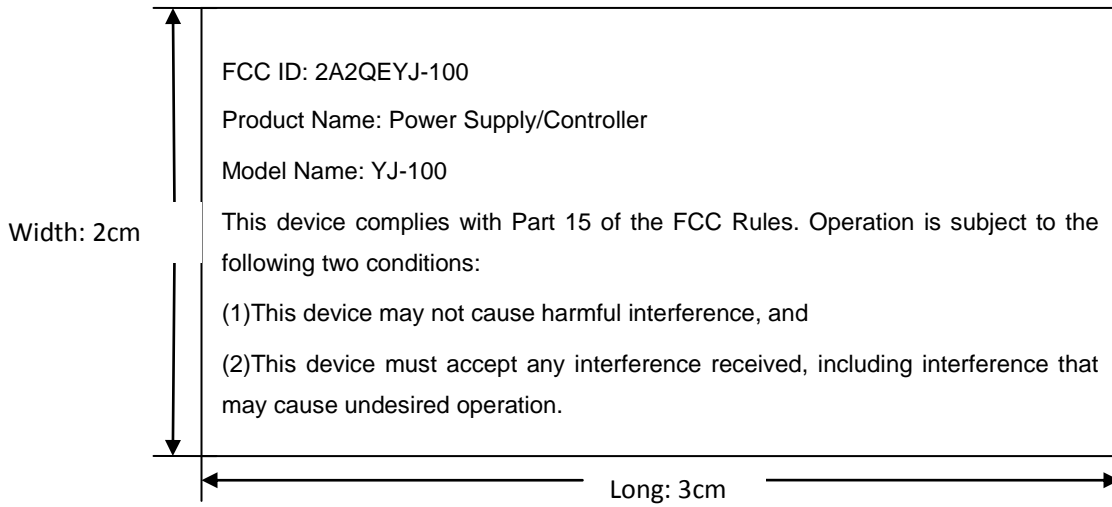 FCC ID: 2A2QEYJ-100
Product Name: Power Supply/Controller
Model Name: YJ-100
Width: 2cm
This device complies with Part 15 of the FCC Rules. Operation is subject to the
following two conditions:
(1)This device may not cause harmful interference, and
(2)This device must accept any interference received, including interference that
may cause undesired operation.
Long: 3cm